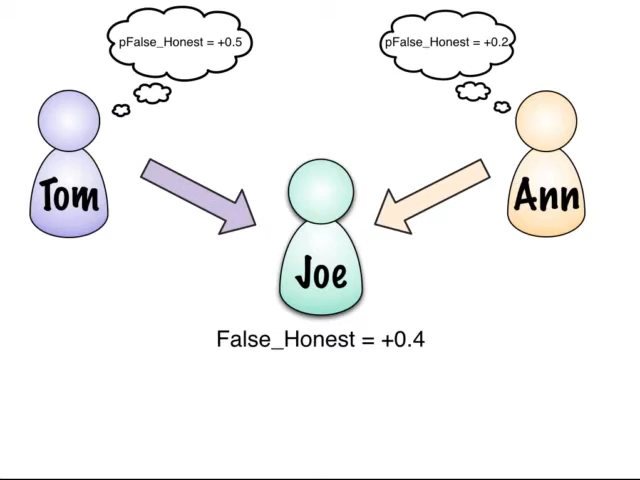 pFalse_Honest = +0.5
pFalse_Honest = +0.2
Tom
Ann
Joe
False_Honest = +0.4